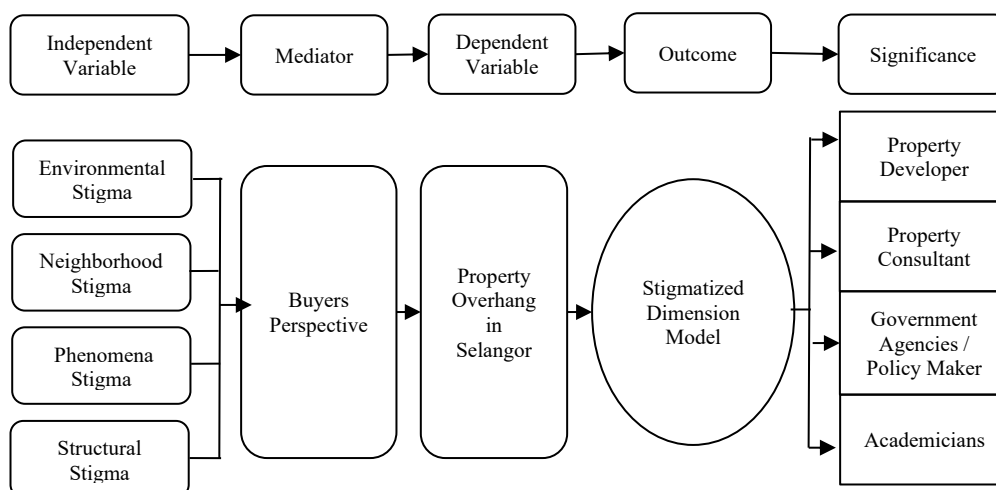 Independent
Variable
Mediator
Dependent
Variable
Outcome
Significance
Environmental
Stigma
Neighborhood
Stigma
Phenomena
Stigma
Structural
Stigma
Buyers
Perspective
Property
Overhang
in
Selangor
Stigmatized
Dimension
Model
Property
Developer
Property
Consultant
Government
Agencies /
Policy Maker
Academicians